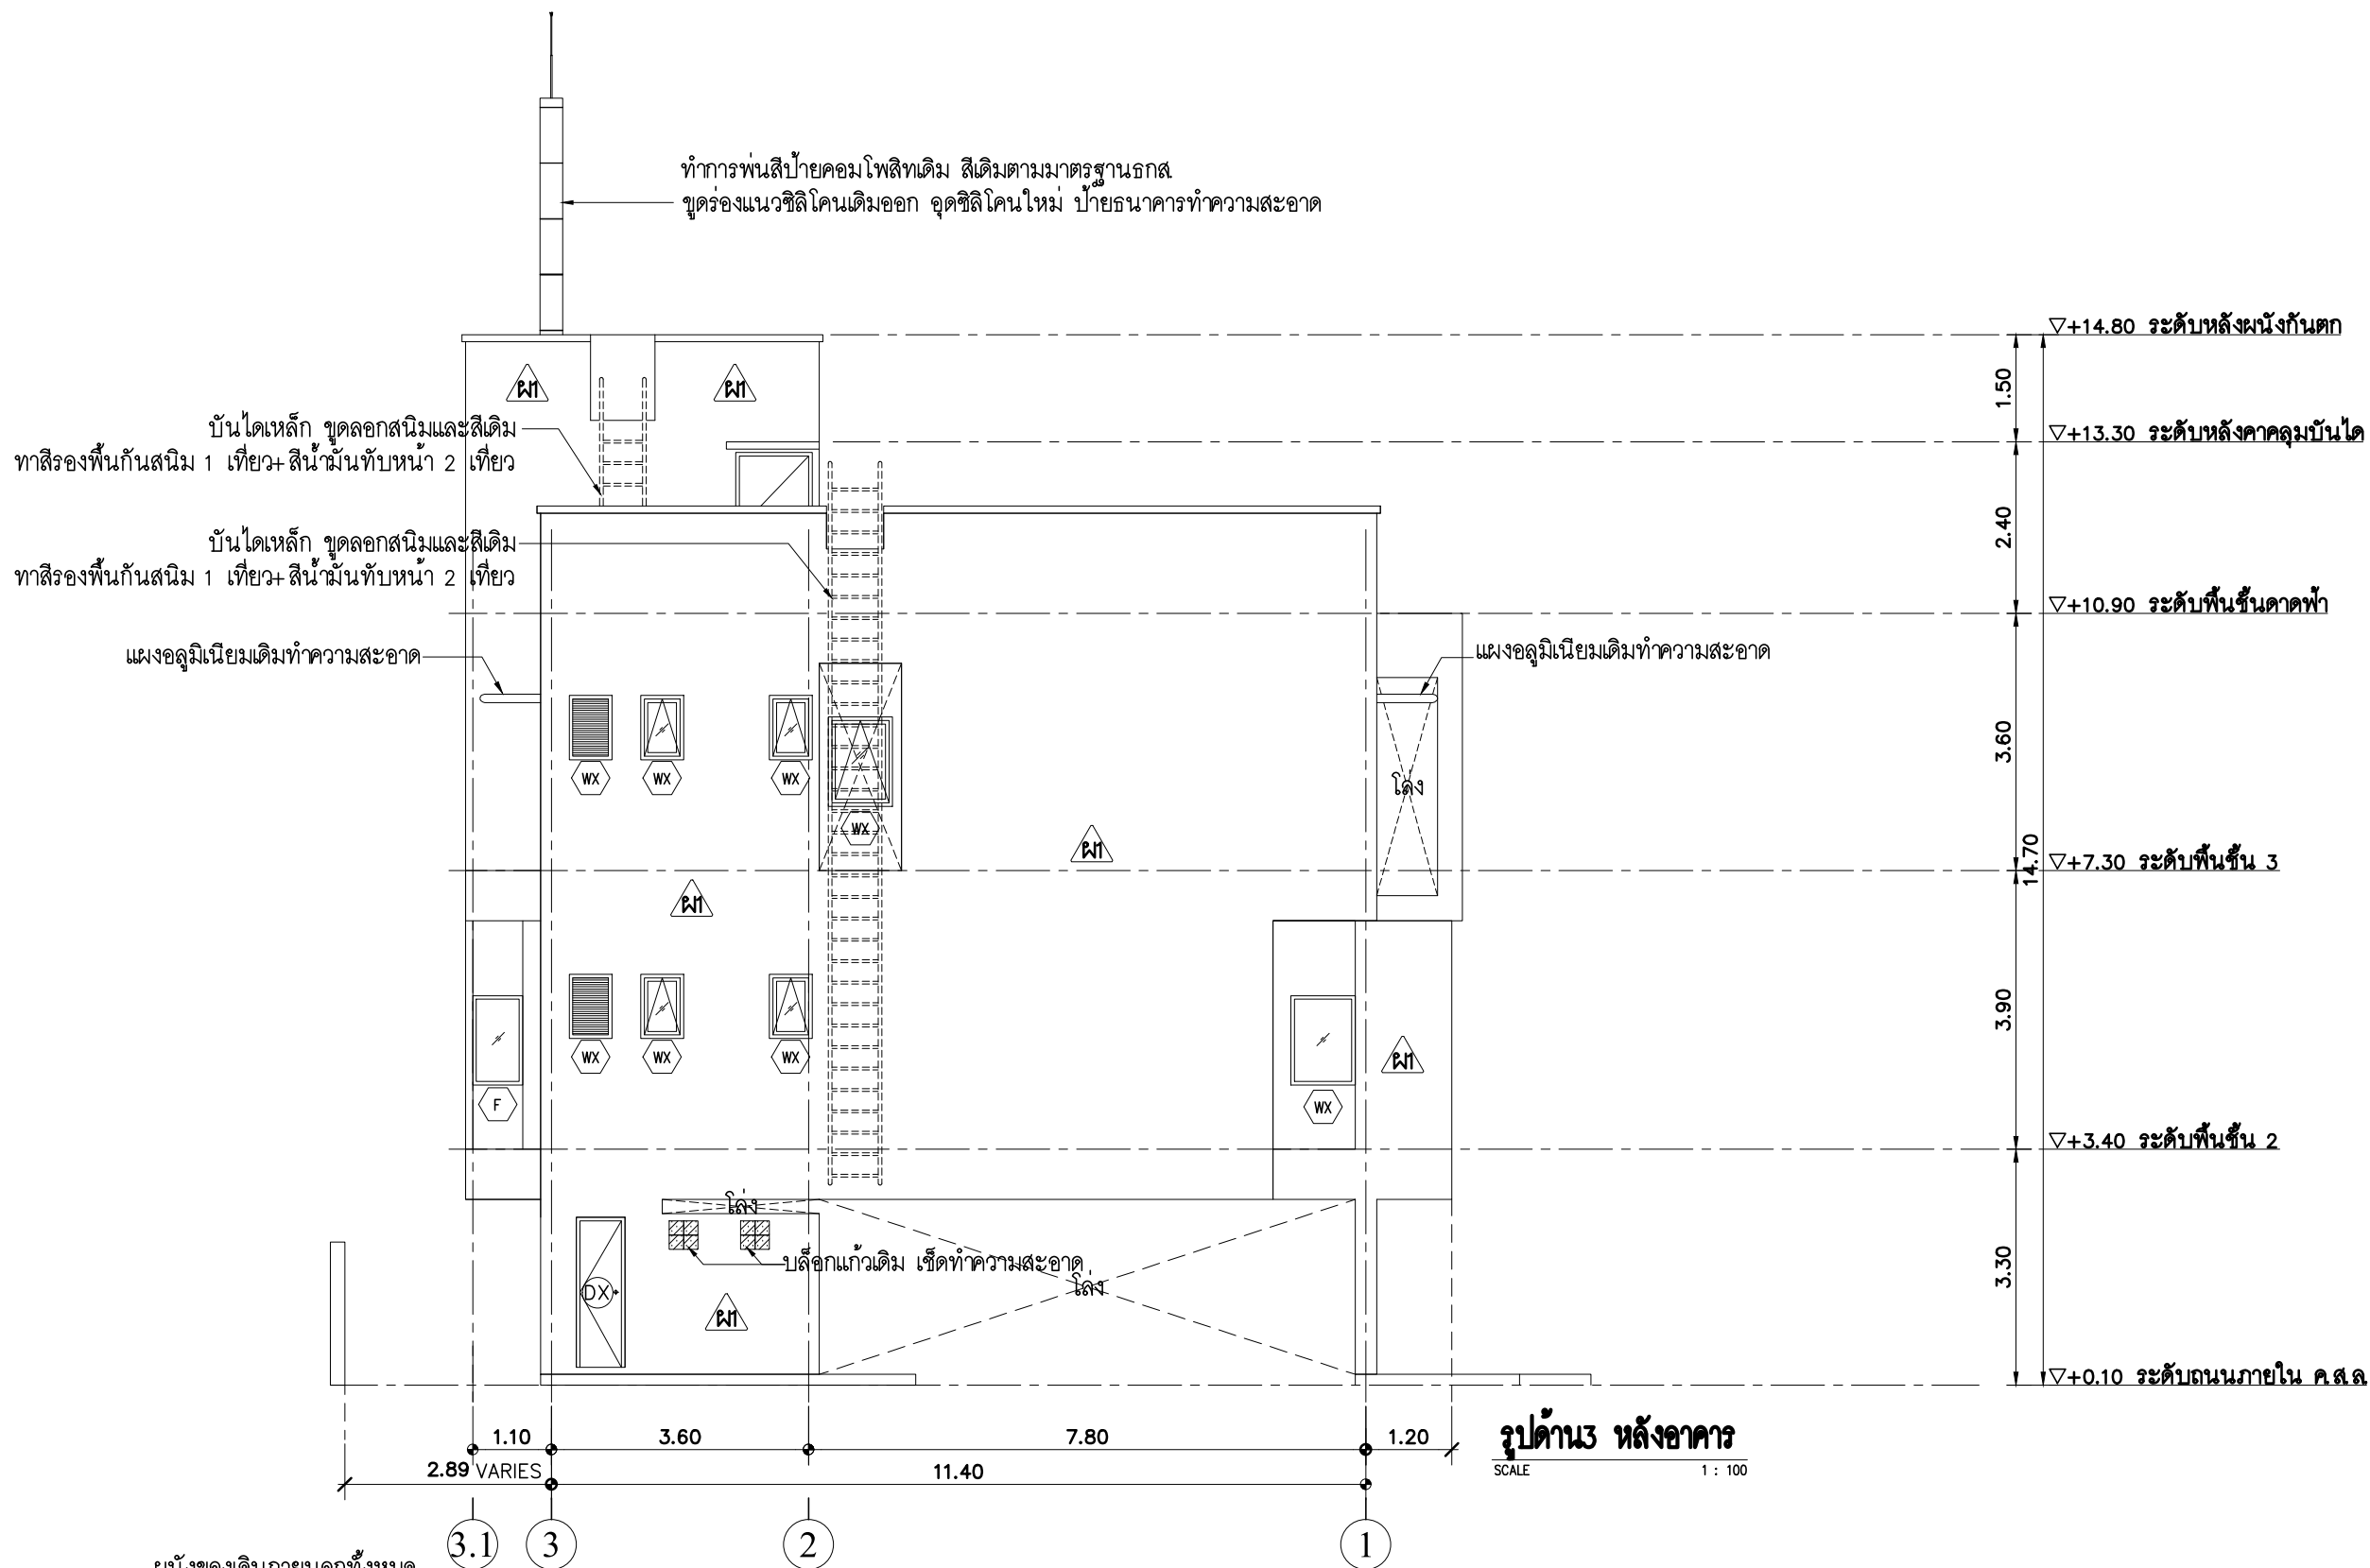 ทำการพ่นสีป้ายคอมโพสิทเดิม สีเดิมตามมาตรฐานธกส.
ขูดร่องแนวซิลิโคนเดิมออก อุดซิลิโคนใหม่ ป้ายธนาคารทำความสะอาด
▽+14.80 ระดับหลังผนังกันตก
1.50
ผ1
ผ1
บันไดเหล็ก ขูดลอกสนิมและสีเดิม
ทาสีรองพื้นกันสนิม 1 เที่ยว+สีน้ำมันทับหน้า 2 เที่ยว
▽+13.30 ระดับหลังคาคลุมบันได
2.40
บันไดเหล็ก ขูดลอกสนิมและสีเดิม
ทาสีรองพื้นกันสนิม 1 เที่ยว+สีน้ำมันทับหน้า 2 เที่ยว
▽+10.90 ระดับพื้นชั้นดาดฟ้า
แผงอลูมิเนียมเดิมทำความสะอาด
แผงอลูมิเนียมเดิมทำความสะอาด
3.60
WX
WX
WX
โล่ง
WX
ผ1
14.70
▽+7.30 ระดับพื้นชั้น 3
ผ1
3.90
WX
WX
WX
ผ1
F
WX
▽+3.40 ระดับพื้นชั้น 2
โล่ง
บล็อกแก้วเดิม เช็ดทำความสะอาด
โล่ง
3.30
DX
ผ1
▽+0.10 ระดับถนนภายใน ค.ส.ล.
1.10
3.60
7.80
1.20
รูปด้าน3 หลังอาคาร
SCALE 1 : 100
2.89 VARIES
11.40
3.1
3
2
1